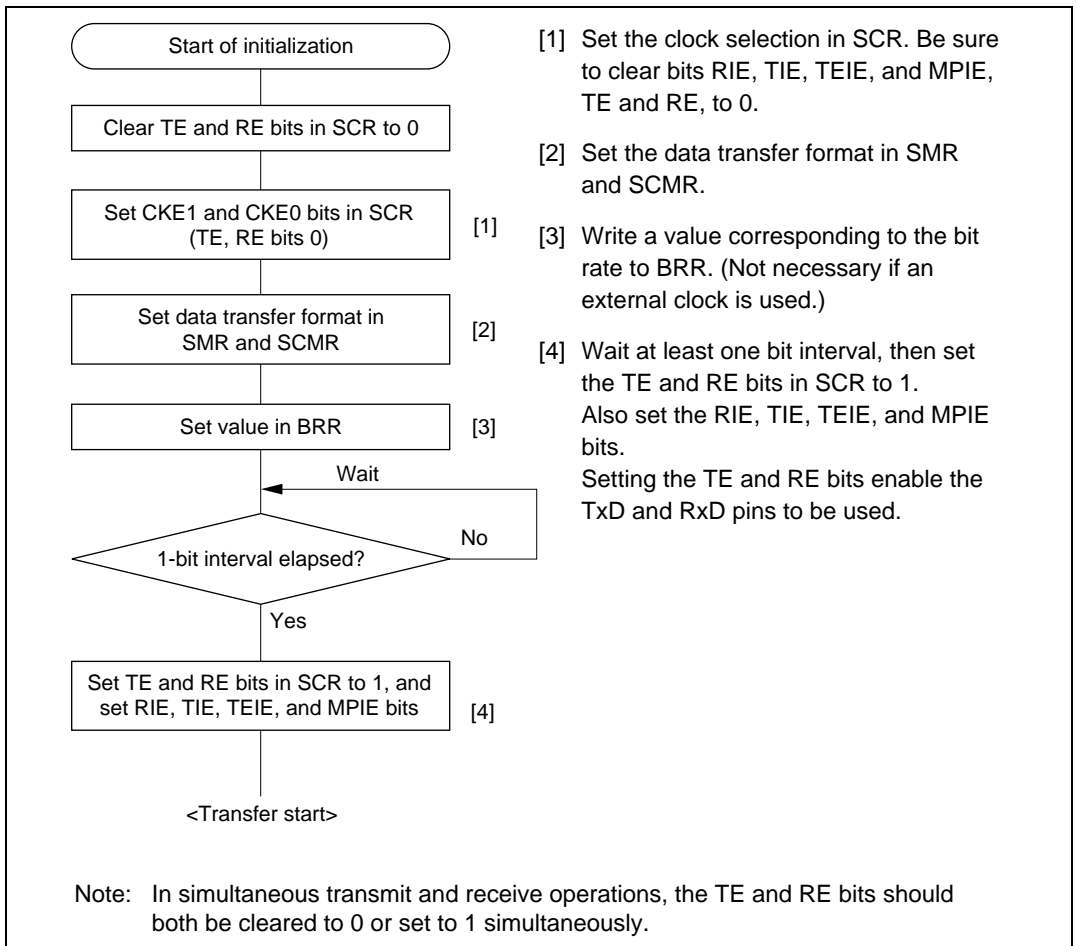 Start of initialization
Clear TE and RE bits in SCR to 0
Set CKE1 and CKE0 bits in SCR
(TE, RE bits 0)
[1]
Set data transfer format in
SMR and SCMR
[2]
Set value in BRR
[3]
Wait
1-bit interval elapsed?
No
Yes
Set TE and RE bits in SCR to 1, and
set RIE, TIE, TEIE, and MPIE bits
[4]
<Transfer start>
[1] Set the clock selection in SCR. Be sure
to clear bits RIE, TIE, TEIE, and MPIE,
TE and RE, to 0.
[2] Set the data transfer format in SMR
and SCMR.
[3] Write a value corresponding to the bit
rate to BRR. (Not necessary if an
external clock is used.)
[4] Wait at least one bit interval, then set
the TE and RE bits in SCR to 1.
Also set the RIE, TIE, TEIE, and MPIE
bits.
Setting the TE and RE bits enable the
TxD and RxD pins to be used.
Note: In simultaneous transmit and receive operations, the TE and RE bits should
both be cleared to 0 or set to 1 simultaneously.